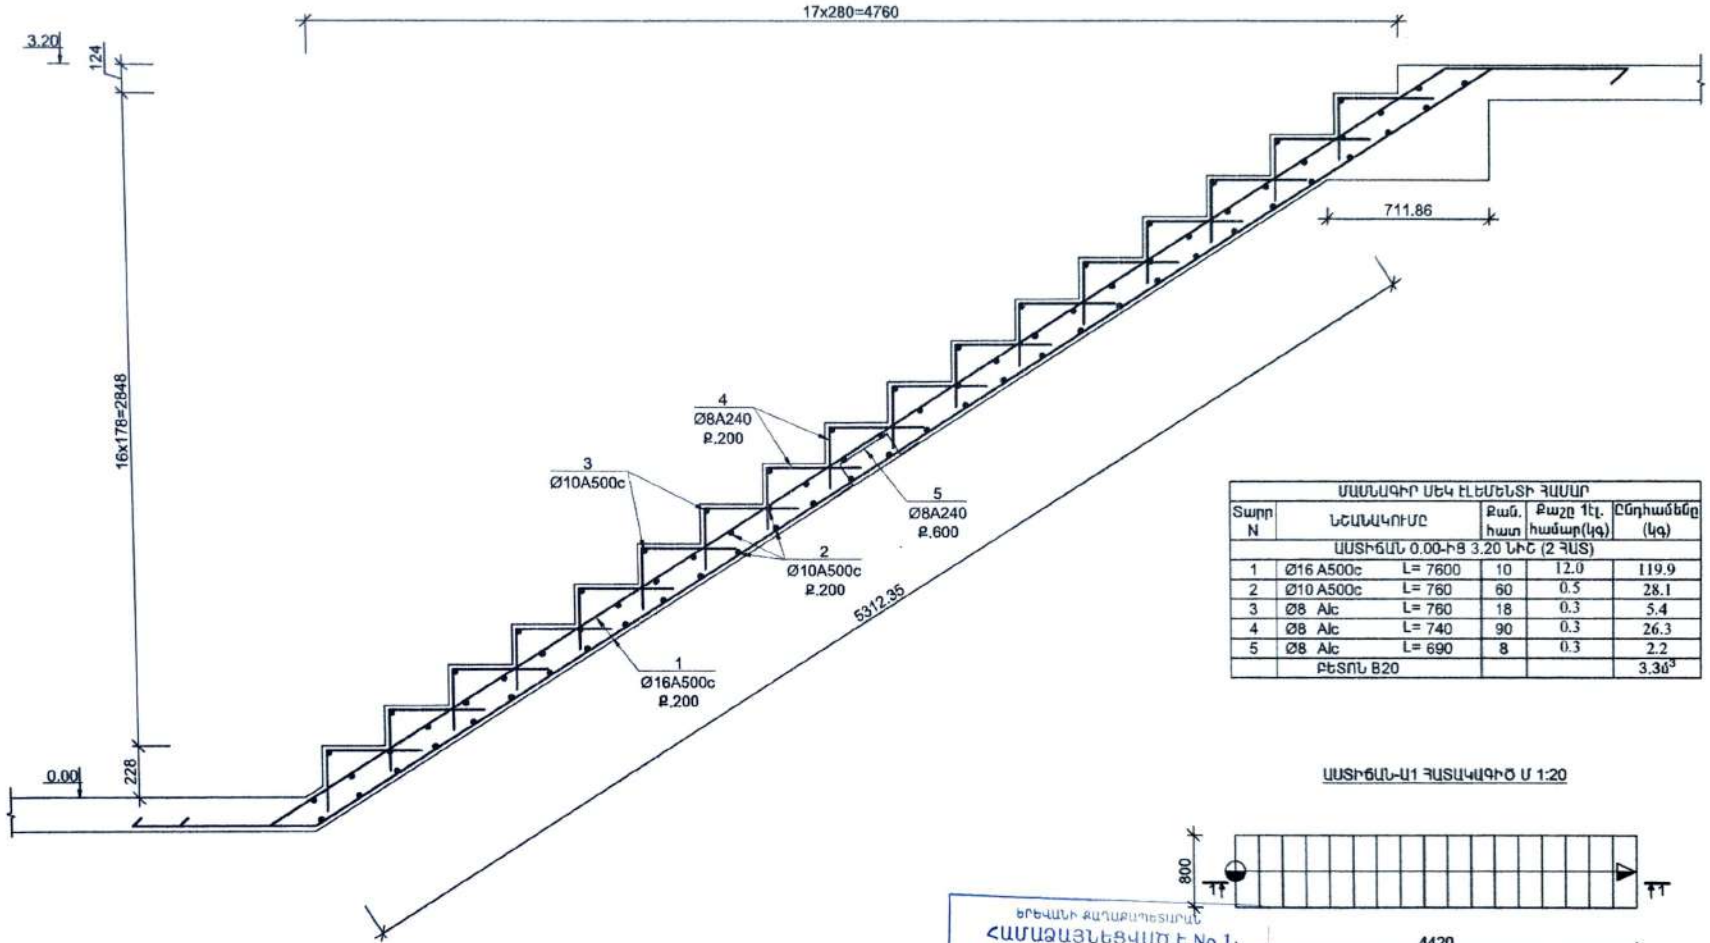 17x280=4760
3.20
124
16x178=2848
228
0.00
711.86
5312.35
4
Ø8A240
Ք.200
3
Ø10A500c
5
Ø8A240
Ք.600
2
Ø10A500c
Ք.200
1
Ø16A500c
Ք.200
ՄԱՍՆԱԳԻՐ ՄԵԿ ԷԼԵՄԵՆՏԻ ՀԱՄԱՐ
Տարր N ՆՇԱՆԱԿՈՒՄԸ Քան. հատ Քաշը 1էլ. համար(կգ) Ընդհամենը (կգ)
ԱՍՏԻՃԱՆ 0.00-ԻՑ 3.20 ՆԻՇ (2 ՀԱՏ)
1 Ø16 A500c L= 7600 10 12.0 119.9
2 Ø10 A500c L= 760 60 0.5 28.1
3 Ø8 AIc L= 760 18 0.3 5.4
4 Ø8 AIc L= 740 90 0.3 26.3
5 Ø8 AIc L= 690 8 0.3 2.2
ԲԵՏՈՆ B20 3.3մ³
ԱՍՏԻՃԱՆ-Ա1 ՀԱՏԱԿԱԳԻԾ Մ 1:20
800
1 1
ԵՐԵՎԱՆԻ ՔԱՂԱՔԱՊԵՏԱՐԱՆ
ՀԱՄԱՁԱՅՆԵՑՎԱԾ Է No 1.
4420